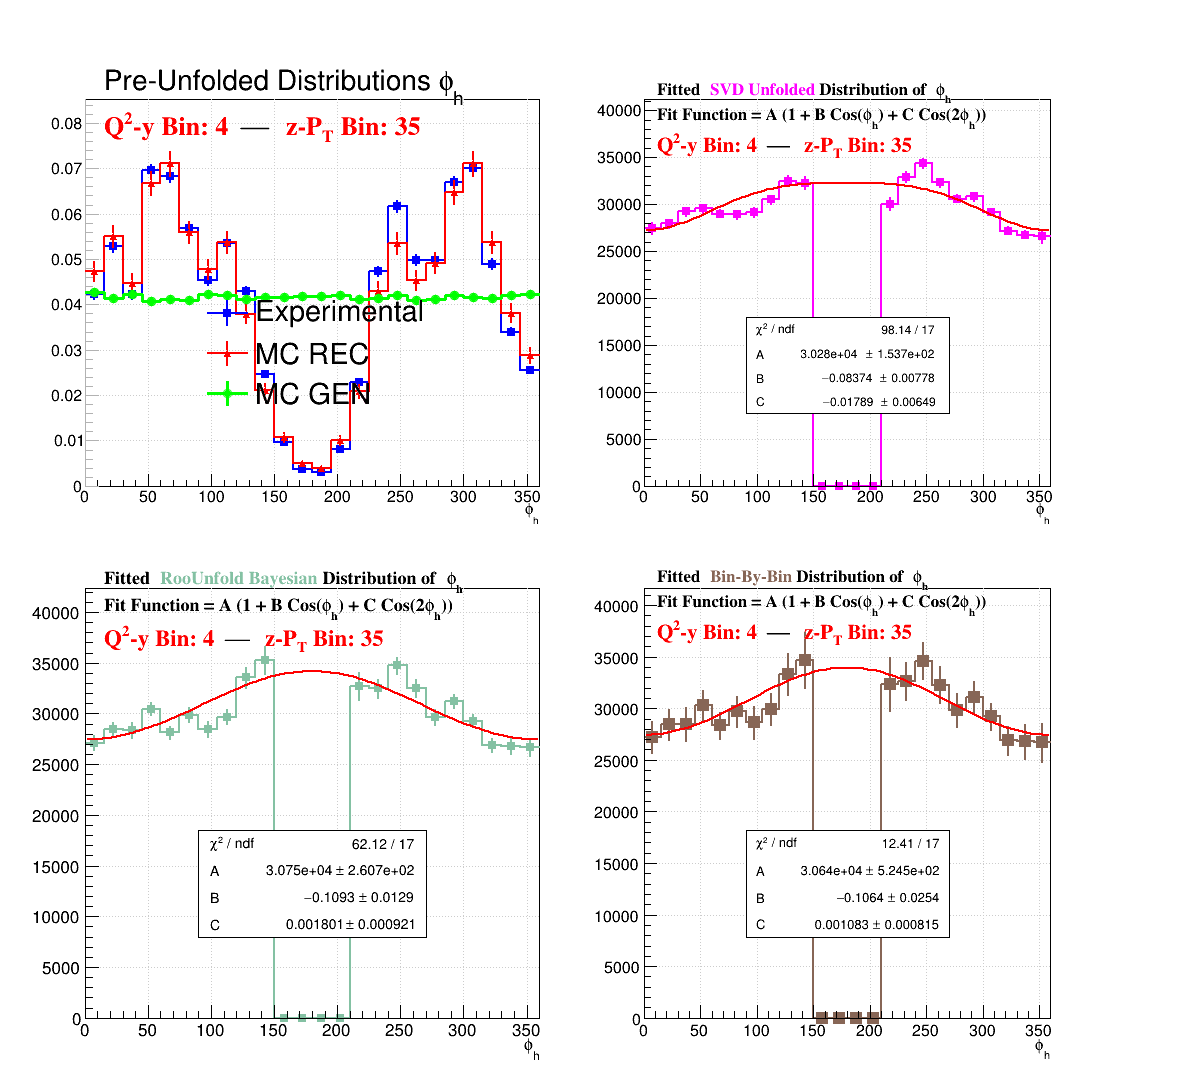 Pre-Unfolded Distributions ϕh
Q²-y Bin: 4 — z-PT Bin: 35
0.08
0.07
0.06
0.05
0.04
0.03
0.02
0.01
0
Experimental
MC REC
MC GEN
0 50 100 150 200 250 300 350
ϕh
Fitted SVD Unfolded Distribution of ϕh
Fit Function = A (1 + B Cos(ϕh) + C Cos(2ϕh))
Q²-y Bin: 4 — z-PT Bin: 35
40000
35000
30000
25000
20000
15000
10000
5000
0
χ² / ndf 98.14 / 17
A 3.028e+04 ± 1.537e+02
B −0.08374 ± 0.00778
C −0.01789 ± 0.00649
0 50 100 150 200 250 300 350
ϕh
Fitted RooUnfold Bayesian Distribution of ϕh
Fit Function = A (1 + B Cos(ϕh) + C Cos(2ϕh))
Q²-y Bin: 4 — z-PT Bin: 35
40000
35000
30000
25000
20000
15000
10000
5000
0
χ² / ndf 62.12 / 17
A 3.075e+04 ± 2.607e+02
B −0.1093 ± 0.0129
C 0.001801 ± 0.000921
0 50 100 150 200 250 300 350
ϕh
Fitted Bin-By-Bin Distribution of ϕh
Fit Function = A (1 + B Cos(ϕh) + C Cos(2ϕh))
Q²-y Bin: 4 — z-PT Bin: 35
40000
35000
30000
25000
20000
15000
10000
5000
0
χ² / ndf 12.41 / 17
A 3.064e+04 ± 5.245e+02
B −0.1064 ± 0.0254
C 0.001083 ± 0.000815
0 50 100 150 200 250 300 350
ϕh